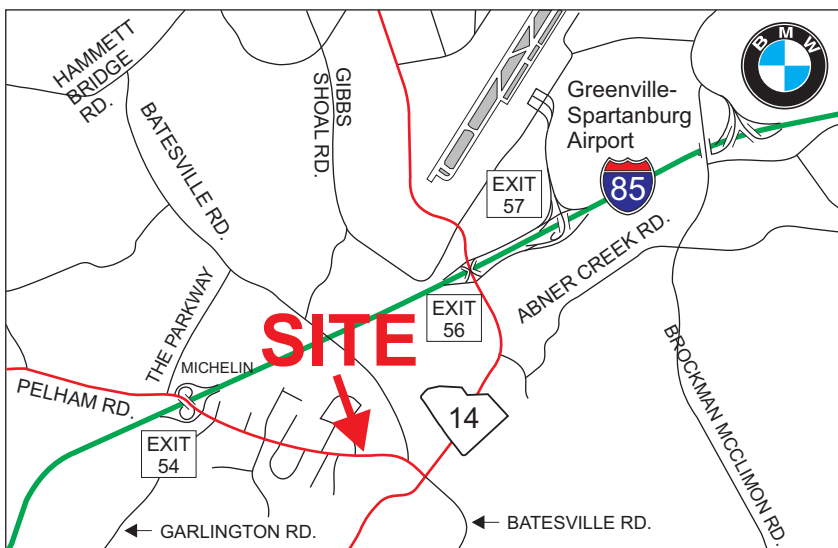 HAMMETT
BRIDGE
RD.
BATESVILLE RD.
GIBBS
SHOAL RD.
BMW
Greenville-
Spartanburg
Airport
85
EXIT
57
ABNER CREEK RD.
EXIT
56
BROCKMAN MCCLIMON RD.
THE PARKWAY
SITE
MICHELIN
PELHAM RD.
14
EXIT
54
GARLINGTON RD.
BATESVILLE RD.